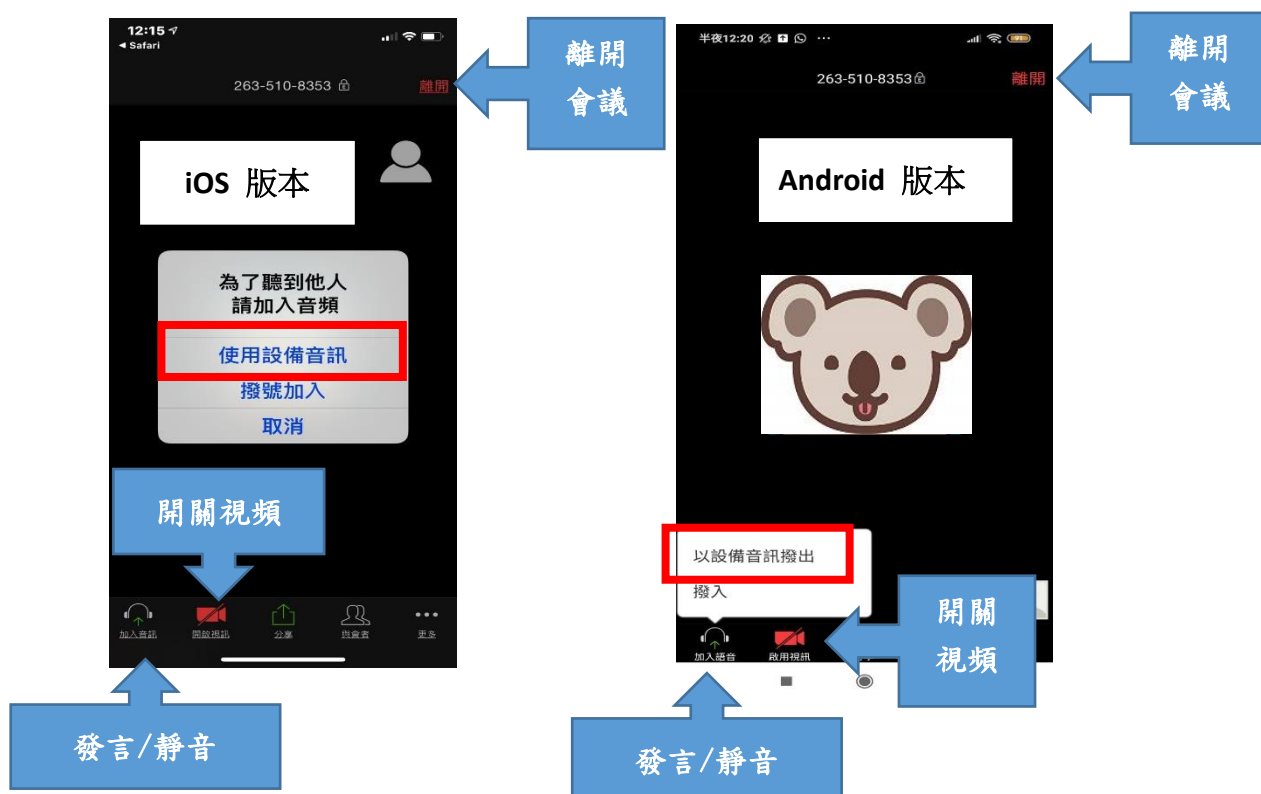 12:15
◄ Safari
263-510-8353
離開
離開
會議
iOS 版本
為了聽到他人
請加入音頻
使用設備音訊
撥號加入
取消
開關視頻
加入音訊
開啟視訊
分享
與會者
更多
發言/靜音
半夜12:20
263-510-8353
離開
離開
會議
Android 版本
以設備音訊撥出
撥入
開關
視頻
加入語音
啟用視訊
發言/靜音